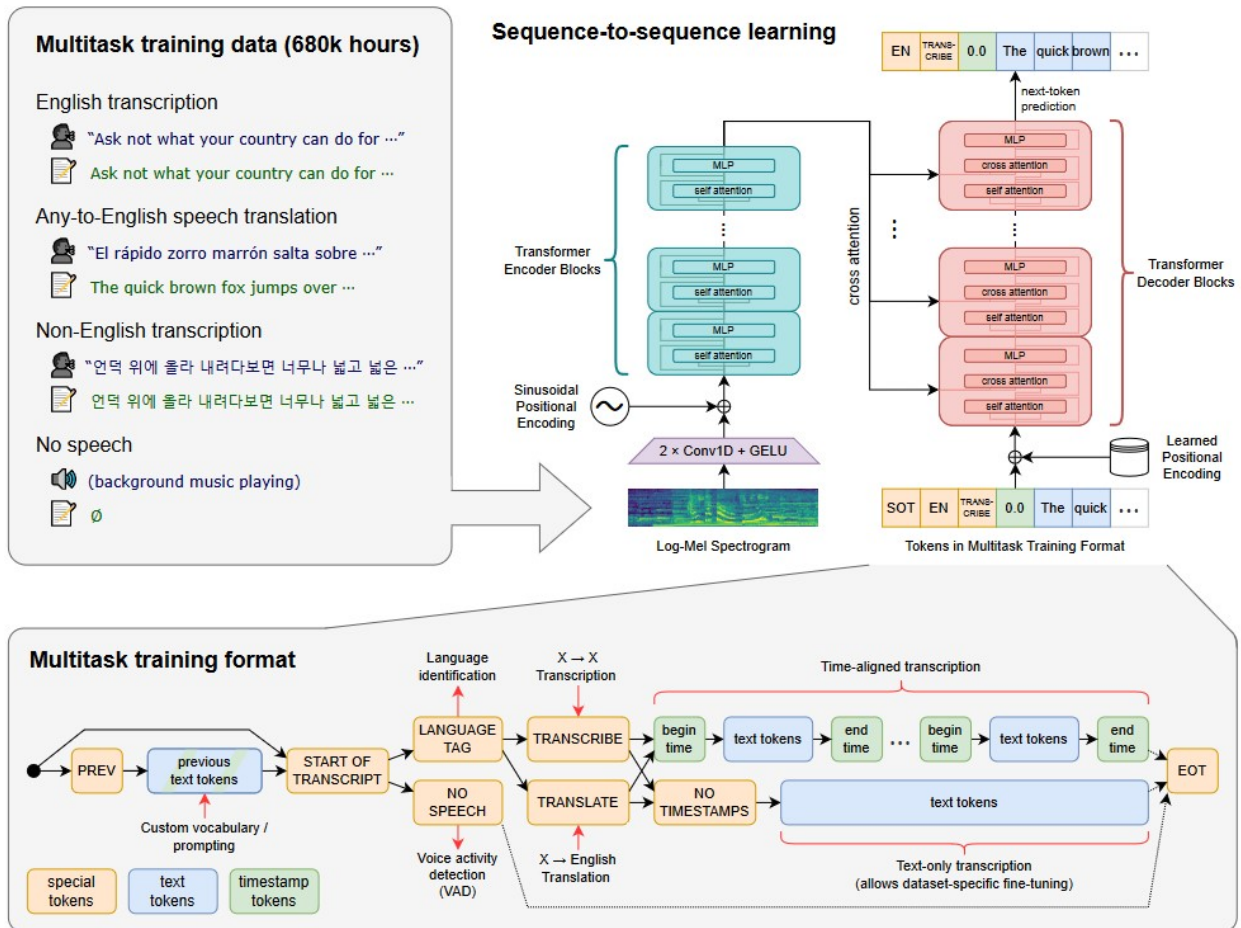 Multitask training data (680k hours)
English transcription
“Ask not what your country can do for ⋯”
Ask not what your country can do for ⋯
Any-to-English speech translation
“El rápido zorro marrón salta sobre ⋯”
The quick brown fox jumps over ⋯
Non-English transcription
“언덕 위에 올라 내려다보면 너무나 넓고 넓은 ⋯”
언덕 위에 올라 내려다보면 너무나 넓고 넓은 ⋯
No speech
(background music playing)
Ø
Sequence-to-sequence learning
EN TRANS-CRIBE 0.0 The quick brown ⋯
next-token
prediction
MLP
self attention
⋮
MLP
self attention
MLP
self attention
Transformer
Encoder Blocks
cross attention
⋮
MLP
cross attention
self attention
⋮
MLP
cross attention
self attention
MLP
cross attention
self attention
Transformer
Decoder Blocks
Sinusoidal
Positional
Encoding
~
2 × Conv1D + GELU
Log-Mel Spectrogram
Learned
Positional
Encoding
SOT EN TRANS-CRIBE 0.0 The quick ⋯
Tokens in Multitask Training Format
Multitask training format
PREV
previous
text tokens
Custom vocabulary /
prompting
START OF
TRANSCRIPT
Language
identification
LANGUAGE
TAG
NO
SPEECH
Voice activity
detection
(VAD)
X → X
Transcription
TRANSCRIBE
TRANSLATE
X → English
Translation
NO
TIMESTAMPS
Time-aligned transcription
begin
time
text tokens
end
time
⋯
begin
time
text tokens
end
time
text tokens
Text-only transcription
(allows dataset-specific fine-tuning)
EOT
special
tokens
text
tokens
timestamp
tokens